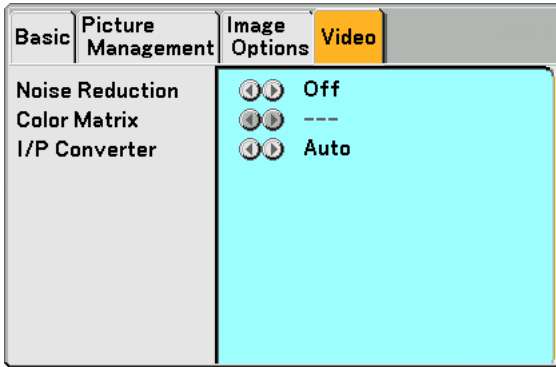 Basic
Picture
Management
Image
Options
Video
Noise Reduction Off
Color Matrix ---
I/P Converter Auto